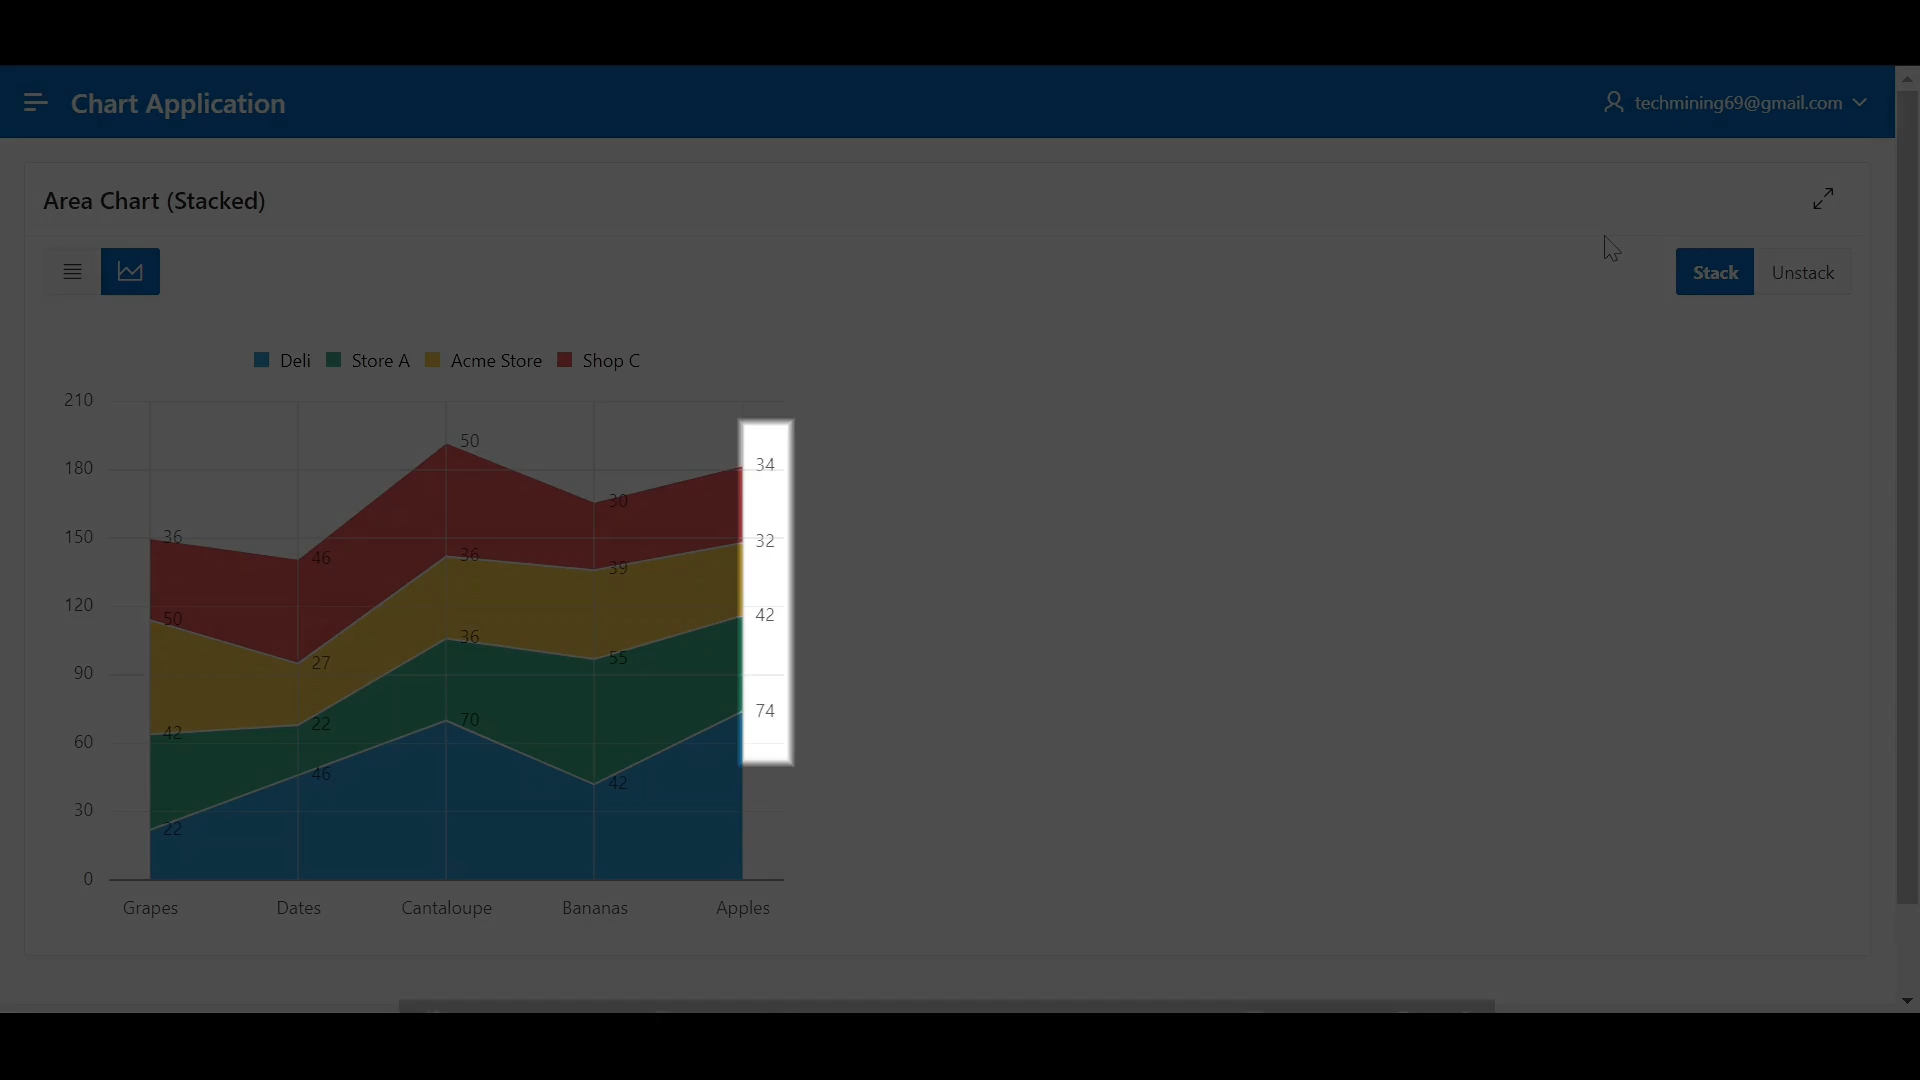 Chart Application
techmining69@gmail.com
Area Chart (Stacked)
Stack
Unstack
Deli
Store A
Acme Store
Shop C
210
180
150
120
90
60
30
0
36
50
42
22
46
27
22
46
50
36
36
70
30
39
55
42
34
32
42
74
Grapes
Dates
Cantaloupe
Bananas
Apples